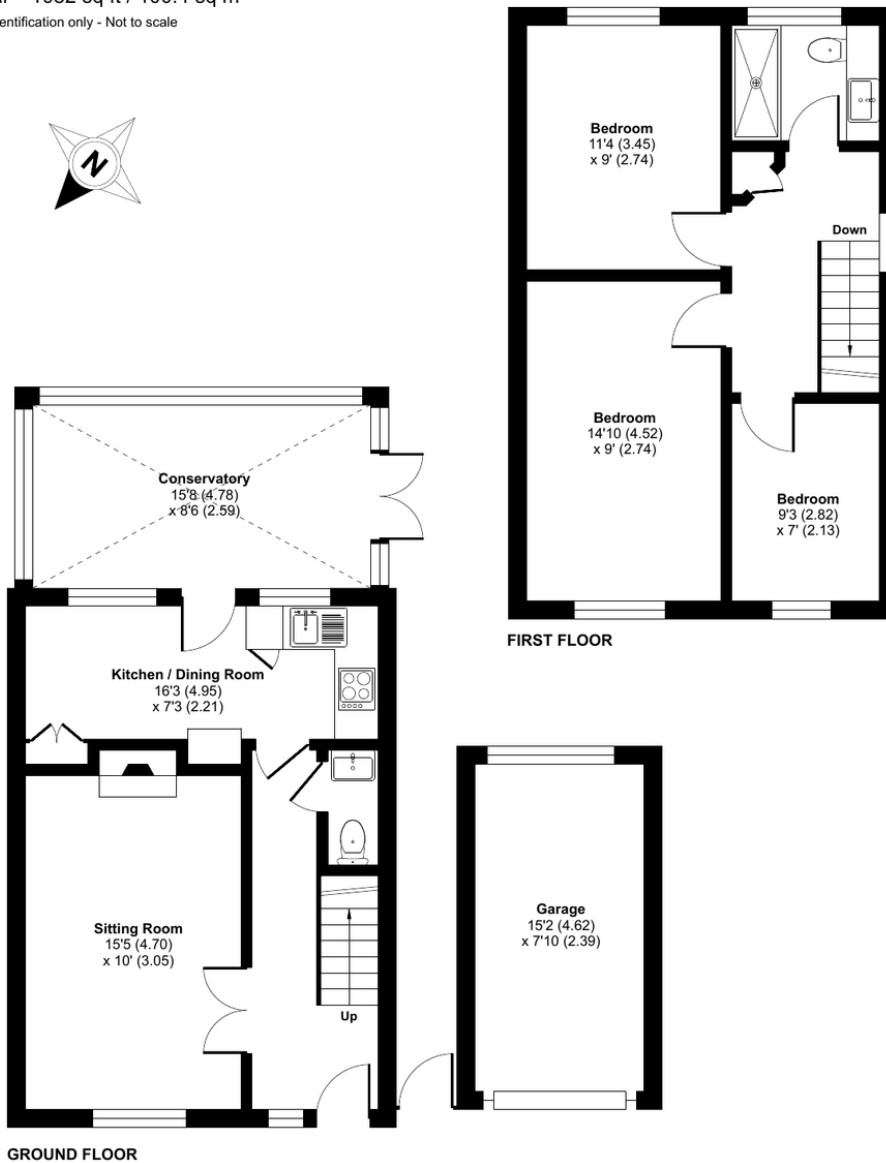 entification only - Not to scale
N
Bedroom
11'4 (3.45)
x 9' (2.74)
Down
Bedroom
14'10 (4.52)
x 9' (2.74)
Bedroom
9'3 (2.82)
x 7' (2.13)
FIRST FLOOR
Conservatory
15'8 (4.78)
x 8'6 (2.59)
Kitchen / Dining Room
16'3 (4.95)
x 7'3 (2.21)
Sitting Room
15'5 (4.70)
x 10' (3.05)
Up
Garage
15'2 (4.62)
x 7'10 (2.39)
GROUND FLOOR